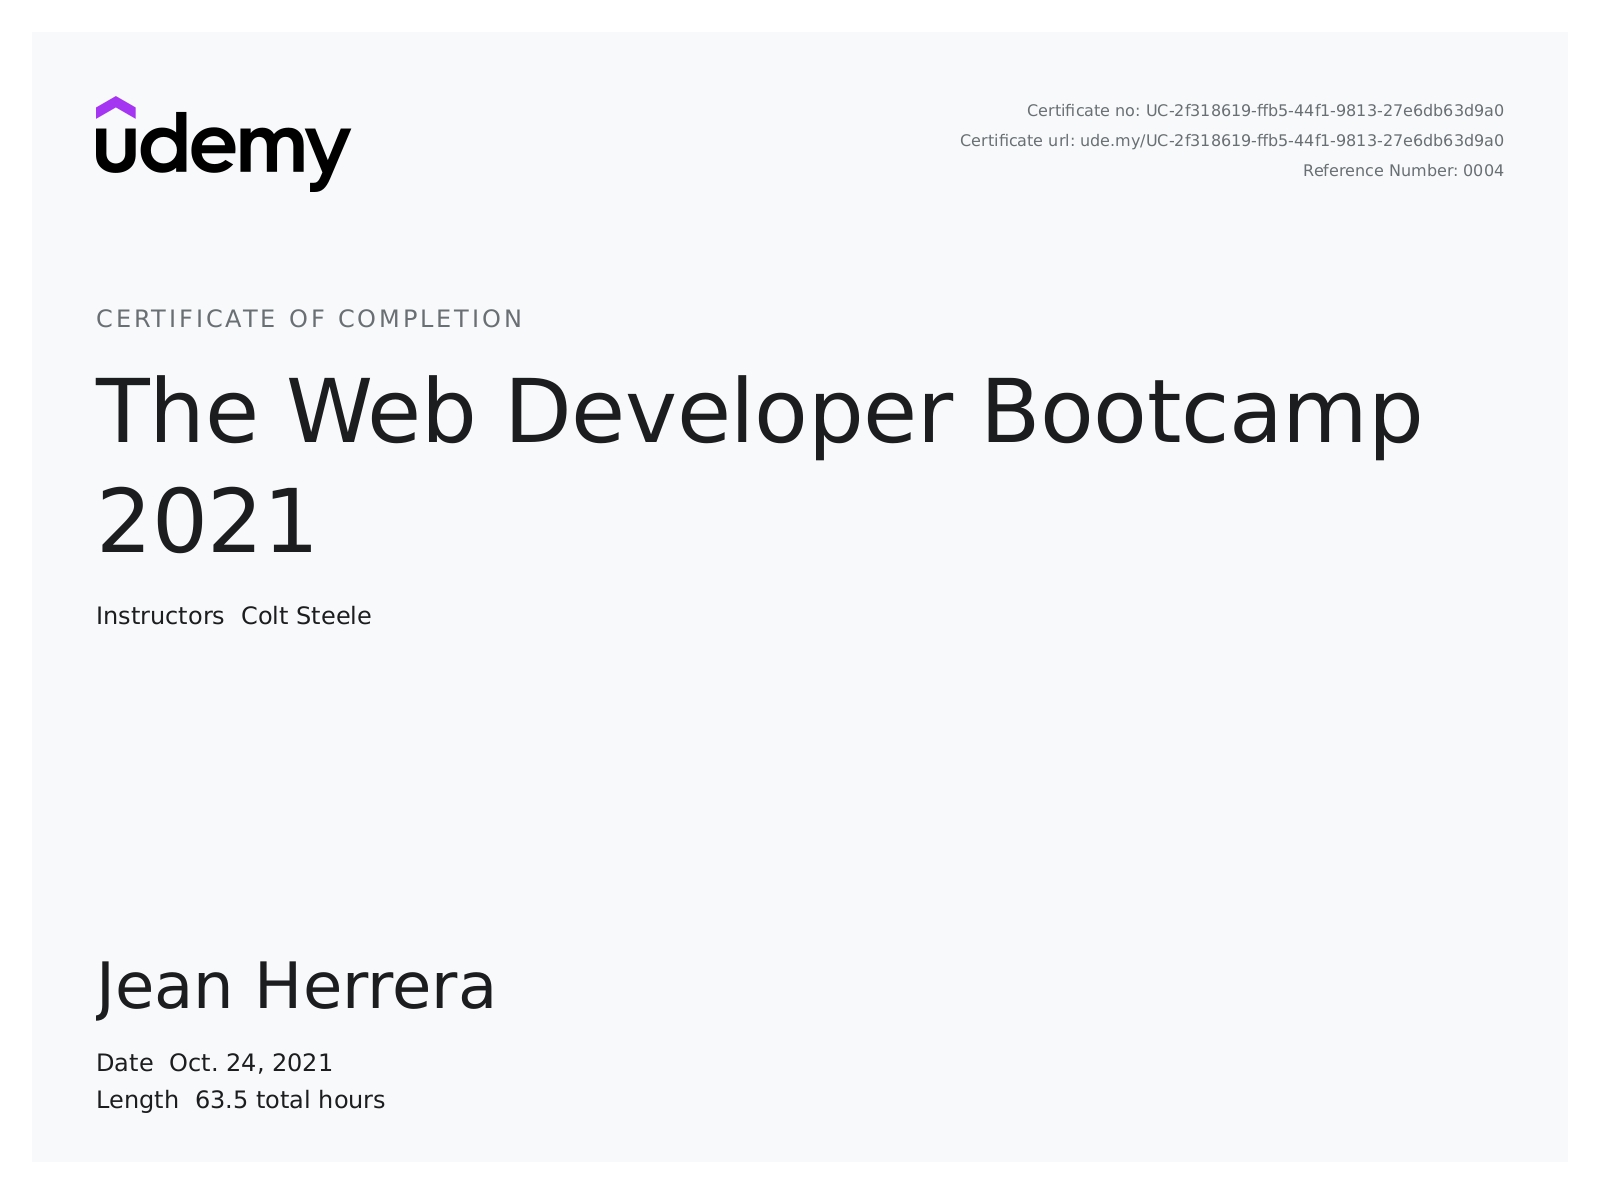 udemy
Certificate no: UC-2f318619-ffb5-44f1-9813-27e6db63d9a0
Certificate url: ude.my/UC-2f318619-ffb5-44f1-9813-27e6db63d9a0
Reference Number: 0004
CERTIFICATE OF COMPLETION
The Web Developer Bootcamp
2021
Instructors Colt Steele
Jean Herrera
Date Oct. 24, 2021
Length 63.5 total hours